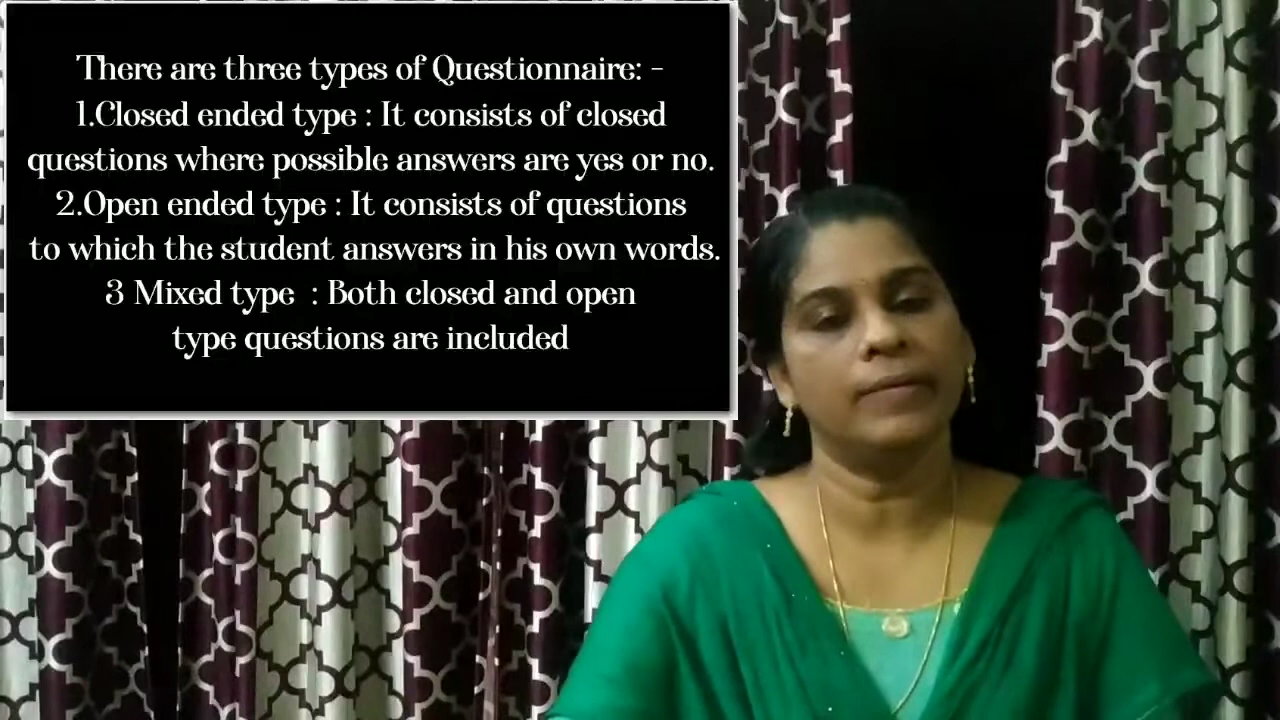 There are three types of Questionnaire: -
1.Closed ended type : It consists of closed
questions where possible answers are yes or no.
2.Open ended type : It consists of questions
to which the student answers in his own words.
3 Mixed type  : Both closed and open
type questions are included